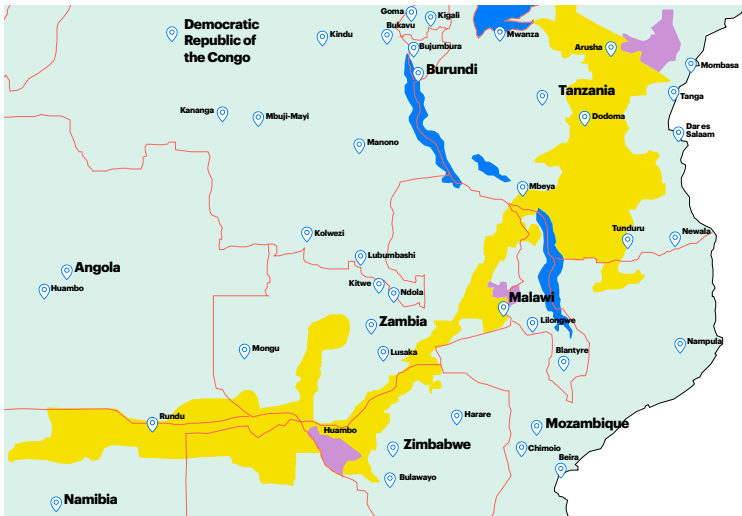 Goma
Kigali
Democratic
Republic of
the Congo
Kindu
Bukavu
Mwanza
Bujumbura
Arusha
Mombasa
Burundi
Tanzania
Tanga
Kananga
Mbuji-Mayi
Dodoma
Dar es
Salaam
Manono
Mbeya
Kolwezi
Tunduru
Newala
Lubumbashi
Angola
Kitwe
Ndola
Huambo
Malawi
Zambia
Lilongwe
Mongu
Lusaka
Blantyre
Nampula
Rundu
Harare
Huambo
Mozambique
Zimbabwe
Chimoio
Beira
Bulawayo
Namibia